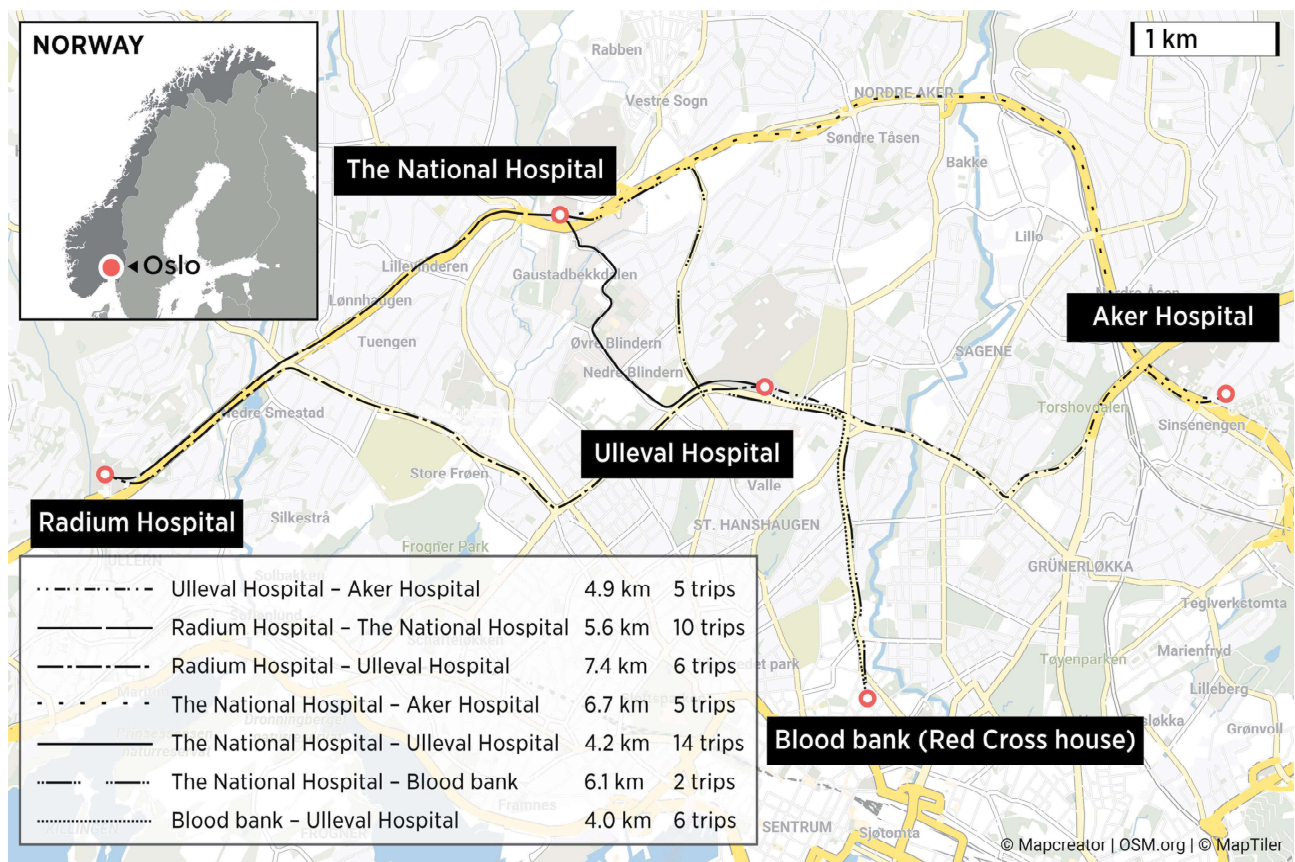 NORWAY
Oslo
1 km
Rabben
Vestre Sogn
NORDRE AKER
Søndre Tåsen
Bakke
The National Hospital
Lillevinderen
Gaustadbekkdalen
Lillo
Lønnhaugen
Nordre Åsen
Aker Hospital
Tuengen
Øvre Blindern
Nedre Blindern
SAGENE
Torshovdalen
Nedre Smestad
Sinsenengen
Ulleval Hospital
Store Frøen
Valle
Radium Hospital
Silkestrå
ST. HANSHAUGEN
Frogner Park
ULLERN
GRÜNERLØKKA
Teglverkstomta
Tøyenparken
Marienfryd
Lilleberg
Grønvoll
Blood bank (Red Cross house)
Ulleval Hospital – Aker Hospital 4.9 km 5 trips
Radium Hospital – The National Hospital 5.6 km 10 trips
Radium Hospital – Ulleval Hospital 7.4 km 6 trips
The National Hospital – Aker Hospital 6.7 km 5 trips
The National Hospital – Ulleval Hospital 4.2 km 14 trips
The National Hospital – Blood bank 6.1 km 2 trips
Blood bank – Ulleval Hospital 4.0 km 6 trips
Framnes
FROGNER
SENTRUM
Sjøtomta
© Mapcreator | OSM.org | © MapTiler